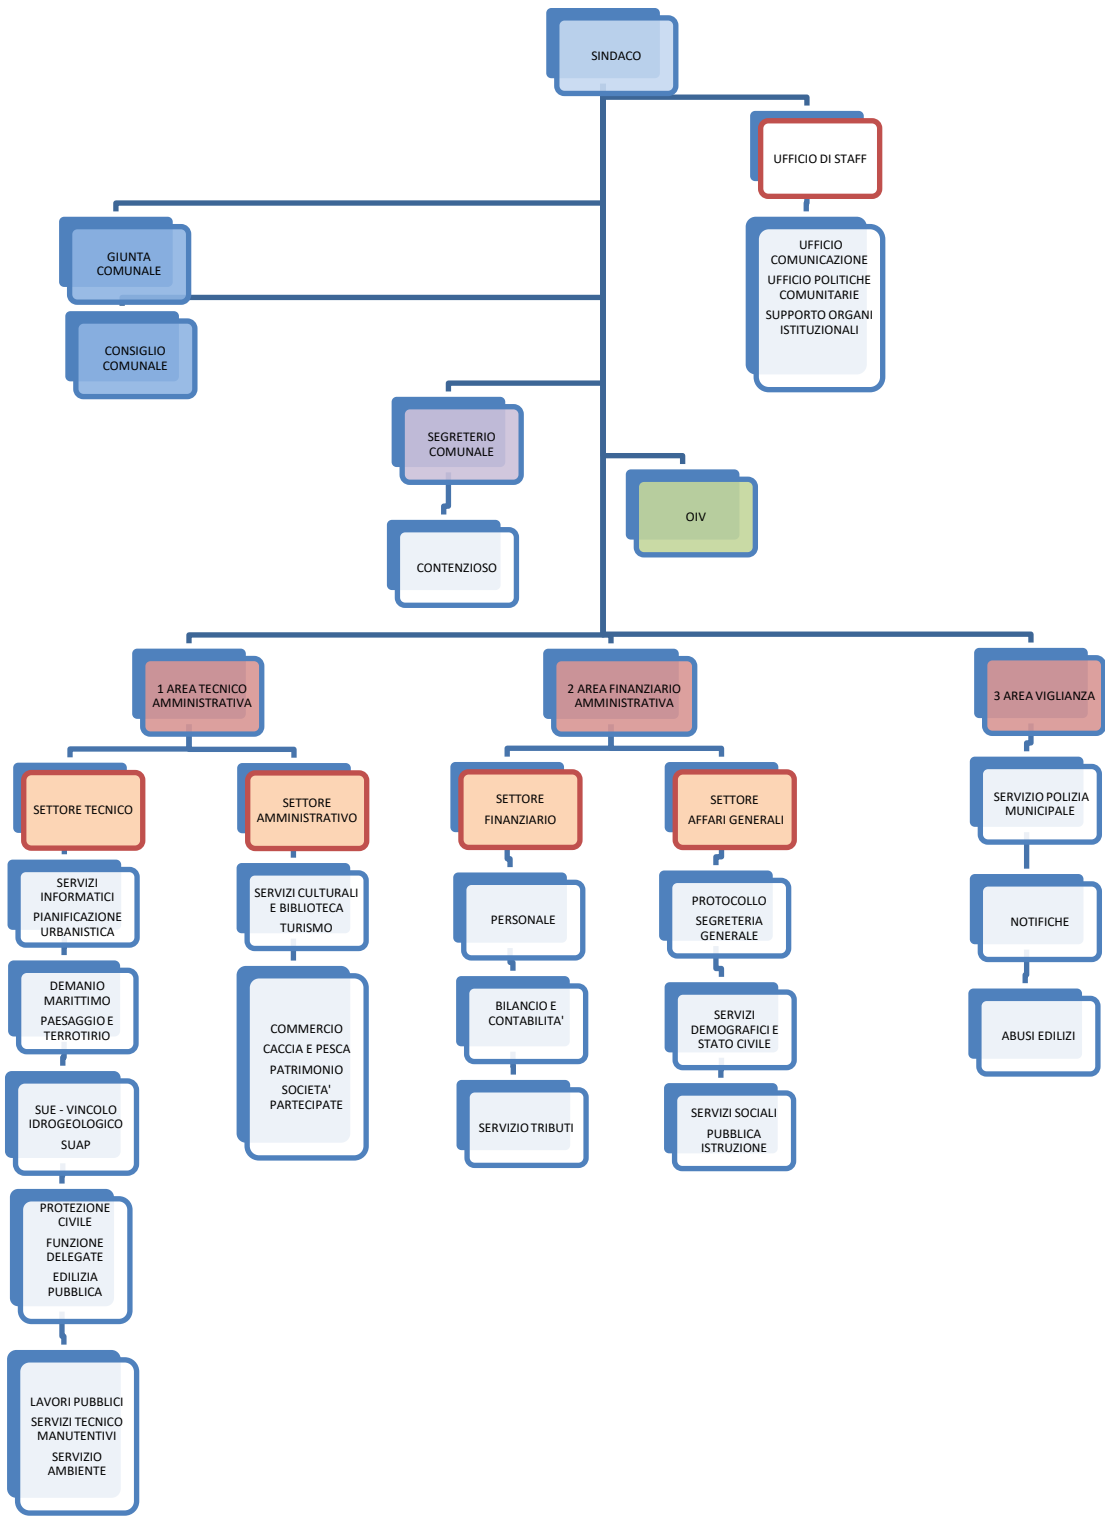 SINDACO
UFFICIO DI STAFF
UFFICIO
COMUNICAZIONE
UFFICIO POLITICHE
COMUNITARIE
SUPPORTO ORGANI
ISTITUZIONALI
GIUNTA
COMUNALE
CONSIGLIO
COMUNALE
SEGRETERIO
COMUNALE
OIV
CONTENZIOSO
1 AREA TECNICO
AMMINISTRATIVA
2 AREA FINANZIARIO
AMMINISTRATIVA
3 AREA VIGLIANZA
SETTORE TECNICO
SERVIZI
INFORMATICI
PIANIFICAZIONE
URBANISTICA
DEMANIO
MARITTIMO
PAESAGGIO E
TERROTIRIO
SUE - VINCOLO
IDROGEOLOGICO
SUAP
PROTEZIONE
CIVILE
FUNZIONE
DELEGATE
EDILIZIA
PUBBLICA
LAVORI PUBBLICI
SERVIZI TECNICO
MANUTENTIVI
SERVIZIO
AMBIENTE
SETTORE
AMMINISTRATIVO
SERVIZI CULTURALI
E BIBLIOTECA
TURISMO
COMMERCIO
CACCIA E PESCA
PATRIMONIO
SOCIETA'
PARTECIPATE
SETTORE
FINANZIARIO
PERSONALE
BILANCIO E
CONTABILITA'
SERVIZIO TRIBUTI
SETTORE
AFFARI GENERALI
PROTOCOLLO
SEGRETERIA
GENERALE
SERVIZI
DEMOGRAFICI E
STATO CIVILE
SERVIZI SOCIALI
PUBBLICA
ISTRUZIONE
SERVIZIO POLIZIA
MUNICIPALE
NOTIFICHE
ABUSI EDILIZI